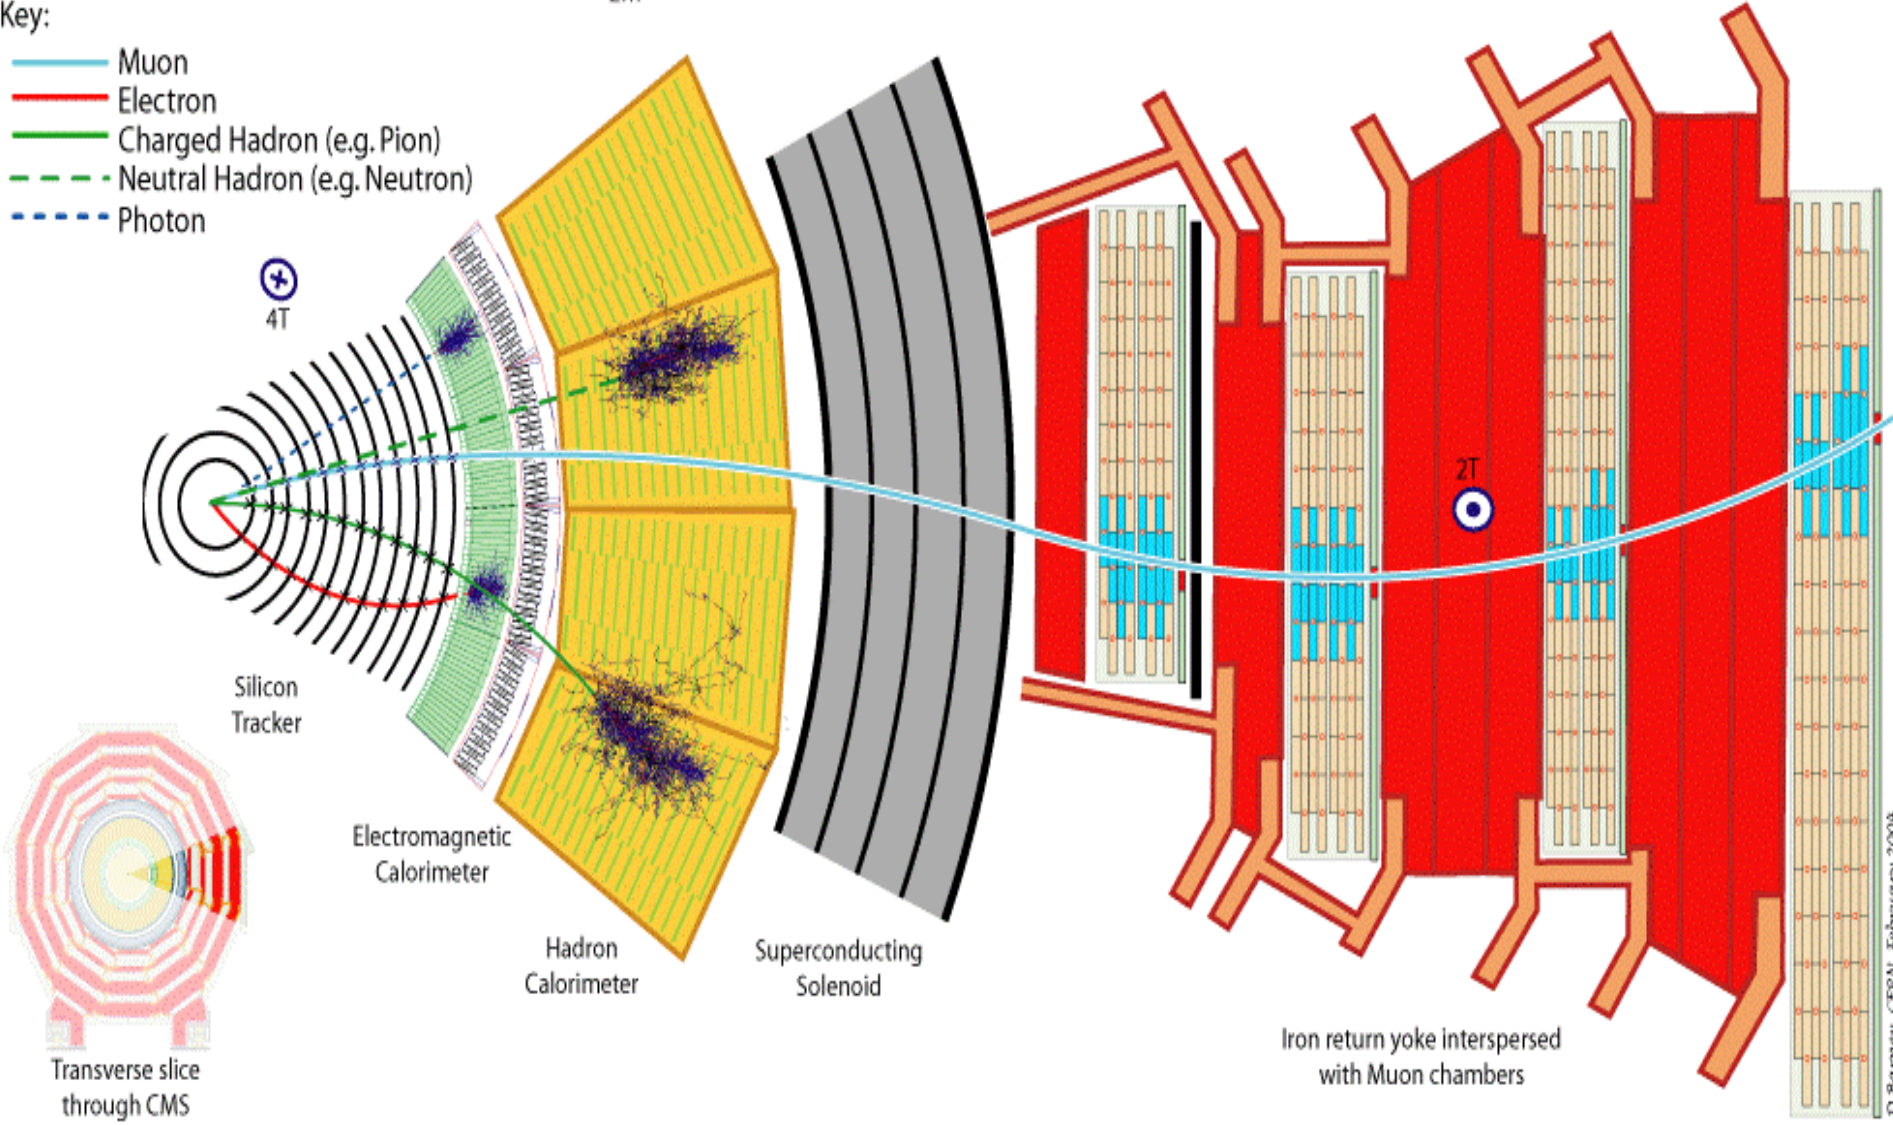 Key:
Muon
Electron
Charged Hadron (e.g. Pion)
Neutral Hadron (e.g. Neutron)
Photon
4T
2T
Silicon
Tracker
Electromagnetic
Calorimeter
Hadron
Calorimeter
Superconducting
Solenoid
Iron return yoke interspersed
with Muon chambers
Transverse slice
through CMS